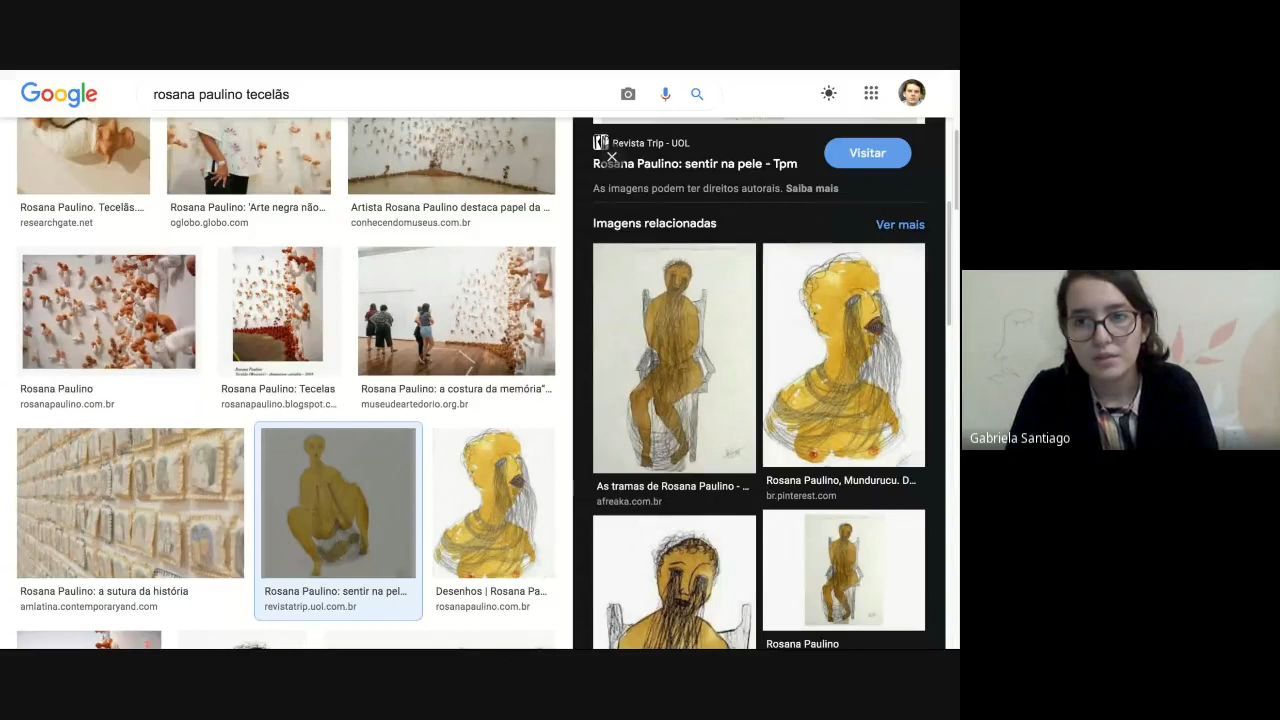 Google
rosana paulino tecelãs
Rosana Paulino. Tecelãs....
researchgate.net
Rosana Paulino: 'Arte negra não...
oglobo.globo.com
Artista Rosana Paulino destaca papel da ...
conhecendomuseus.com.br
Rosana Paulino
rosanapaulino.com.br
Rosana Paulino: Tecelas
rosanapaulino.blogspot.c...
Rosana Paulino: a costura da memória"...
museudeartedorio.org.br
Rosana Paulino: a sutura da história
amlatina.contemporaryand.com
Rosana Paulino: sentir na pel...
revistatrip.uol.com.br
Desenhos | Rosana Pa...
rosanapaulino.com.br
Revista Trip - UOL
Rosana Paulino: sentir na pele - Tpm
Visitar
As imagens podem ter direitos autorais. Saiba mais
Imagens relacionadas
Ver mais
As tramas de Rosana Paulino - ...
afreaka.com.br
Rosana Paulino, Mundurucu. D...
br.pinterest.com
Rosana Paulino
Gabriela Santiago